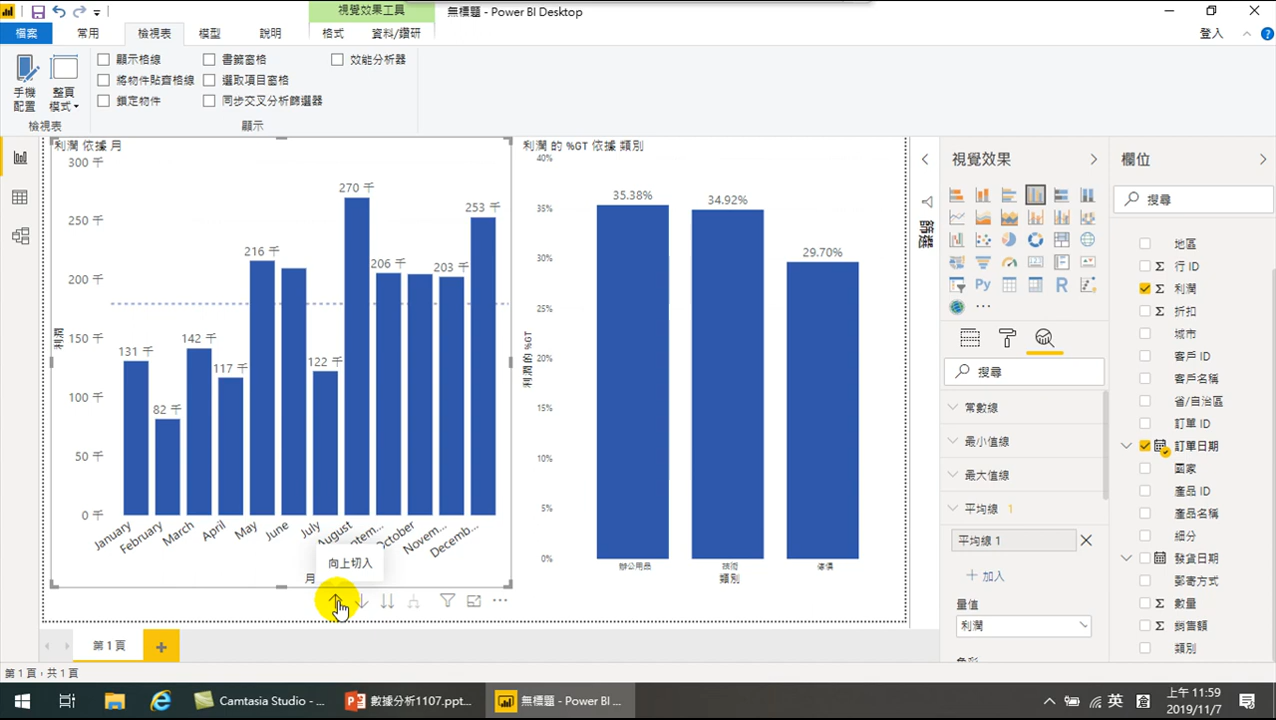 視覺效果工具
無標題 - Power BI Desktop
檔案
常用
檢視表
模型
說明
格式
資料/鑽研
登入
手機配置
整頁模式
顯示格線
將物件貼齊格線
鎖定物件
書籤窗格
選取項目窗格
同步交叉分析篩選器
效能分析器
檢視表
顯示
利潤 依據 月
300 千
250 千
200 千
150 千
100 千
50 千
0 千
利潤
131 千
82 千
142 千
117 千
216 千
122 千
270 千
206 千
203 千
253 千
January
February
March
April
May
June
July
August
October
Novem...
Decemb...
月
向上切入
利潤 的 %GT 依據 類別
40%
35%
30%
25%
20%
15%
10%
5%
0%
利潤 的 %GT
35.38%
34.92%
29.70%
辦公用品
技術
傢俱
類別
篩選
視覺效果
Py
R
搜尋
常數線
最小值線
最大值線
平均線 1
平均線 1
加入
量值
利潤
欄位
搜尋
地區
行 ID
利潤
折扣
城市
客戶 ID
客戶名稱
省/自治區
訂單 ID
訂單日期
國家
產品 ID
產品名稱
細分
發貨日期
郵寄方式
數量
銷售額
類別
第 1 頁
第 1 頁，共 1 頁
Camtasia Studio - ...
數據分析1107.ppt...
無標題 - Power BI ...
英
上午 11:59
2019/11/7